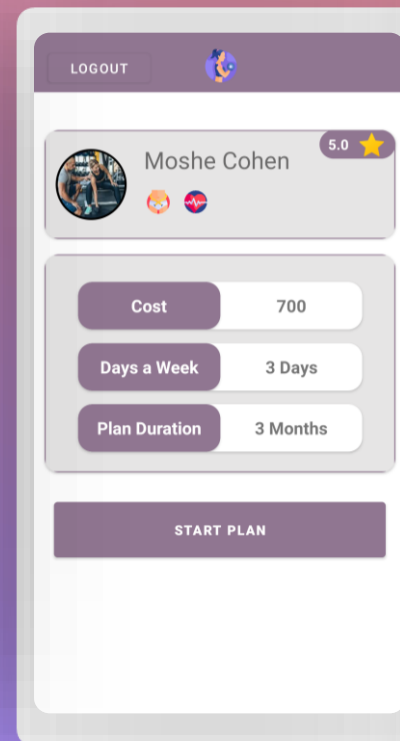 LOGOUT
5.0
Moshe Cohen
Cost 700
Days a Week 3 Days
Plan Duration 3 Months
START PLAN